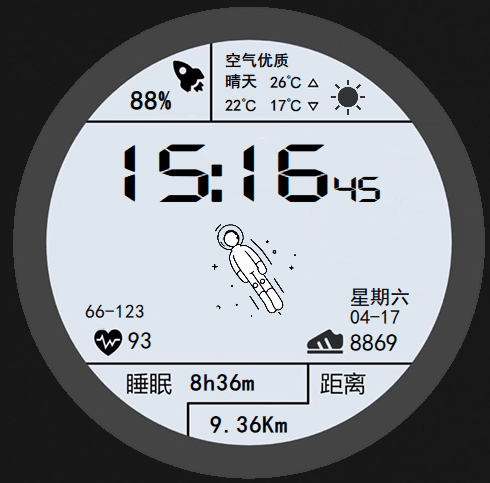 88%
空气优质
晴天 26℃ △
22℃ 17℃ ▽
15:16 45
66-123
93
星期六
04-17
8869
睡眠 8h36m
距离
9.36Km